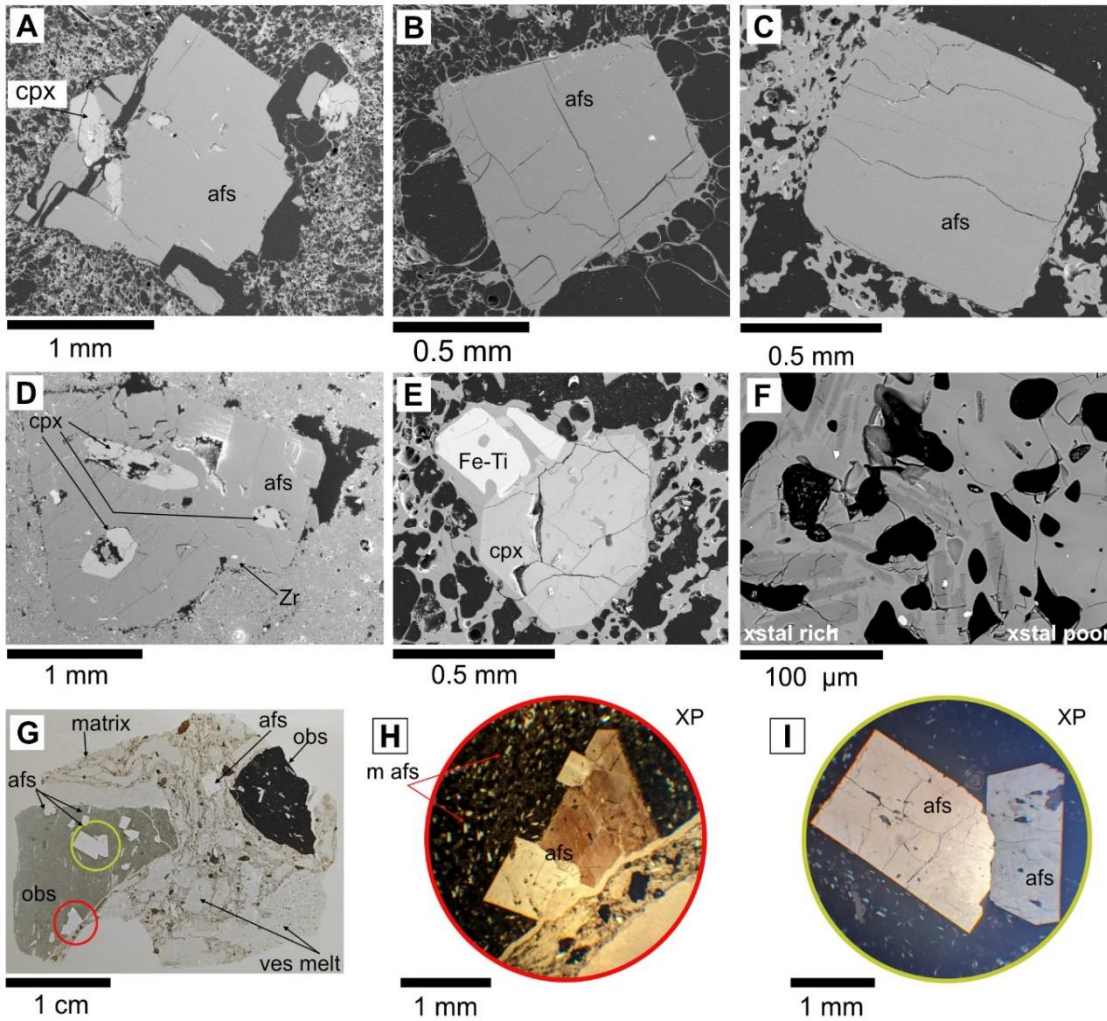 A
cpx
afs
1 mm
B
afs
0.5 mm
C
afs
0.5 mm
D
cpx
afs
Zr
1 mm
E
Fe-Ti
cpx
0.5 mm
F
xstal rich
xstal poor
100 µm
G
matrix
afs
obs
afs
obs
ves melt
1 cm
H
XP
m afs
afs
1 mm
I
XP
afs
afs
1 mm